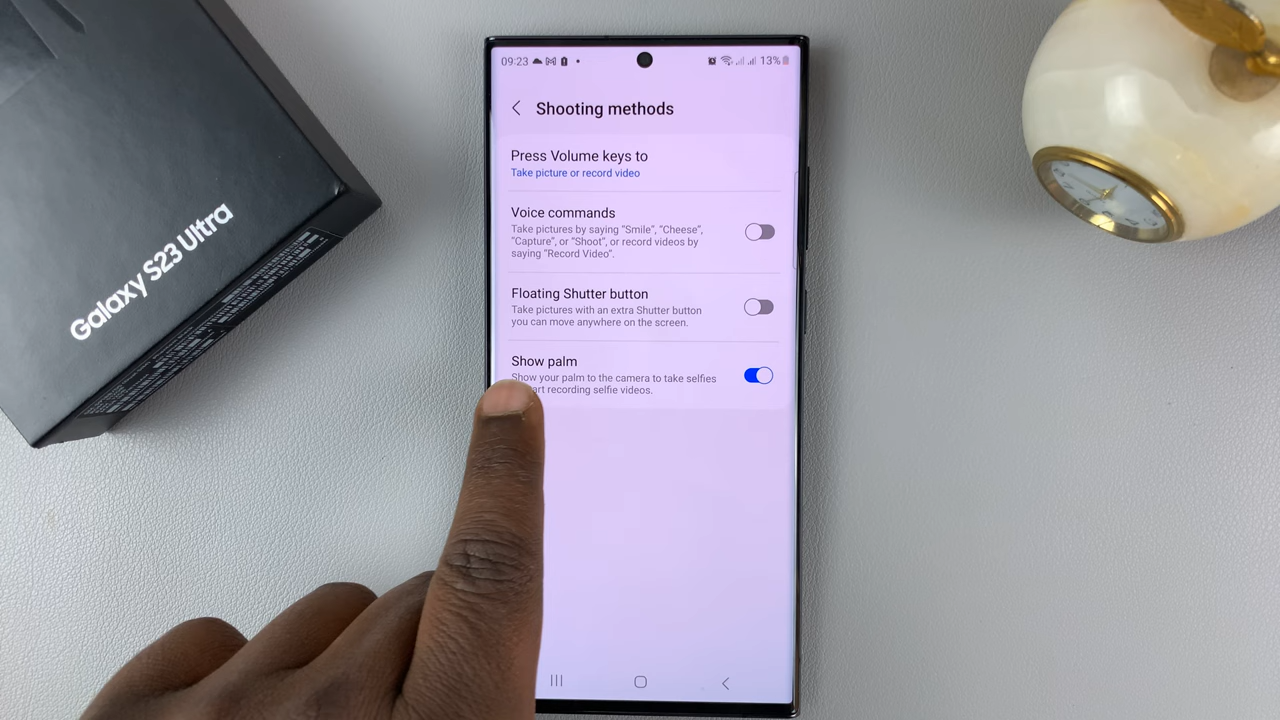 Galaxy S23 Ultra
09:23
13%
Shooting methods
Press Volume keys to
Take picture or record video
Voice commands
Take pictures by saying “Smile”, “Cheese”,
“Capture”, or “Shoot”, or record videos by
saying “Record Video”.
Floating Shutter button
Take pictures with an extra Shutter button
you can move anywhere on the screen.
Show palm
Show your palm to the camera to take selfies
recording selfie videos.